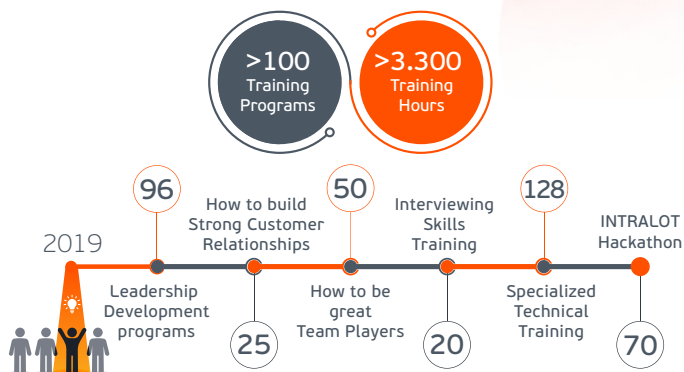 >100
Training
Programs
>3.300
Training
Hours
2019
96
Leadership
Development
programs
How to build
Strong Customer
Relationships
25
50
How to be
great
Team Players
Interviewing
Skills
Training
20
128
Specialized
Technical
Training
INTRALOT
Hackathon
70